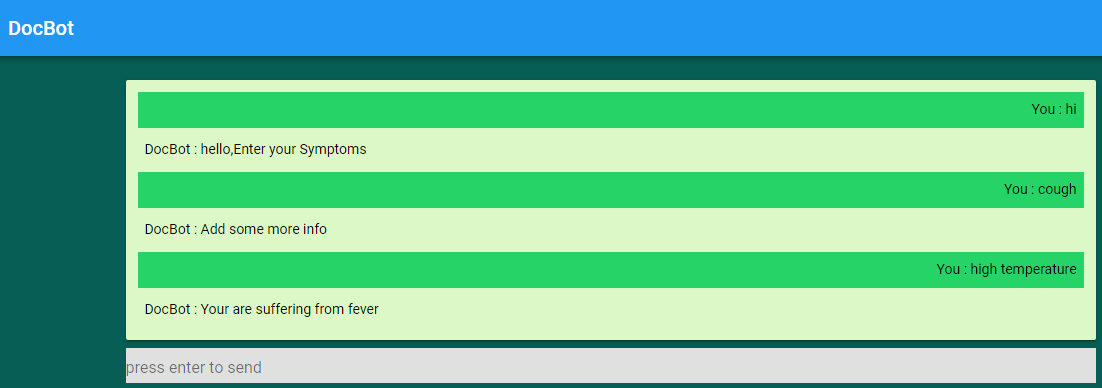 DocBot
You : hi
DocBot : hello,Enter your Symptoms
You : cough
DocBot : Add some more info
You : high temperature
DocBot : Your are suffering from fever
press enter to send